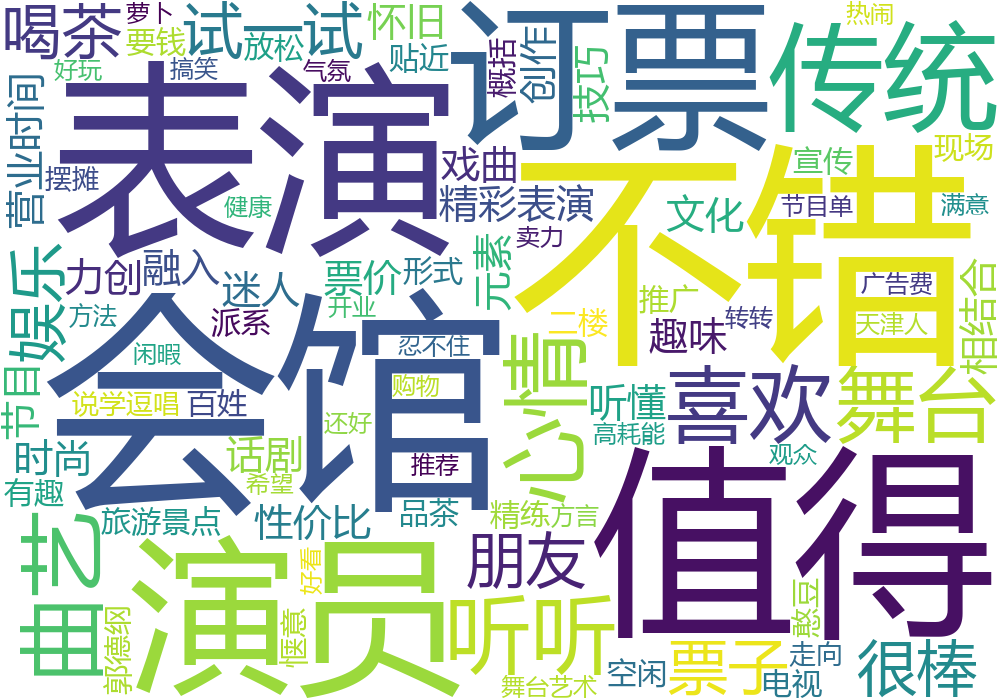 喝茶
萝卜
要钱
试一试
放松
怀旧
贴近
好玩
搞笑
气氛
概括
创作
技巧
订票
热闹
传统
表演
营业时间
摆摊
健康
戏曲
精彩表演
卖力
不错
文化
宣传
节目单
现场
满意
娱乐
力创
融入
迷人
方法
派系
票价
形式
开业
元素
推广
二楼
趣味
转转
广告费
天津人
相结合
会馆
闲暇
忍不住
购物
心情
听懂
高耗能
喜欢
舞台
观众
节目
说学逗唱
百姓
还好
时尚
话剧
推荐
希望
有趣
旅游景点
性价比
品茶
精练方言
值得
曲艺
演员
好看
朋友
听听
郭德纲
惬意
舞台艺术
空闲
票子
电视
憨豆
走向
很棒